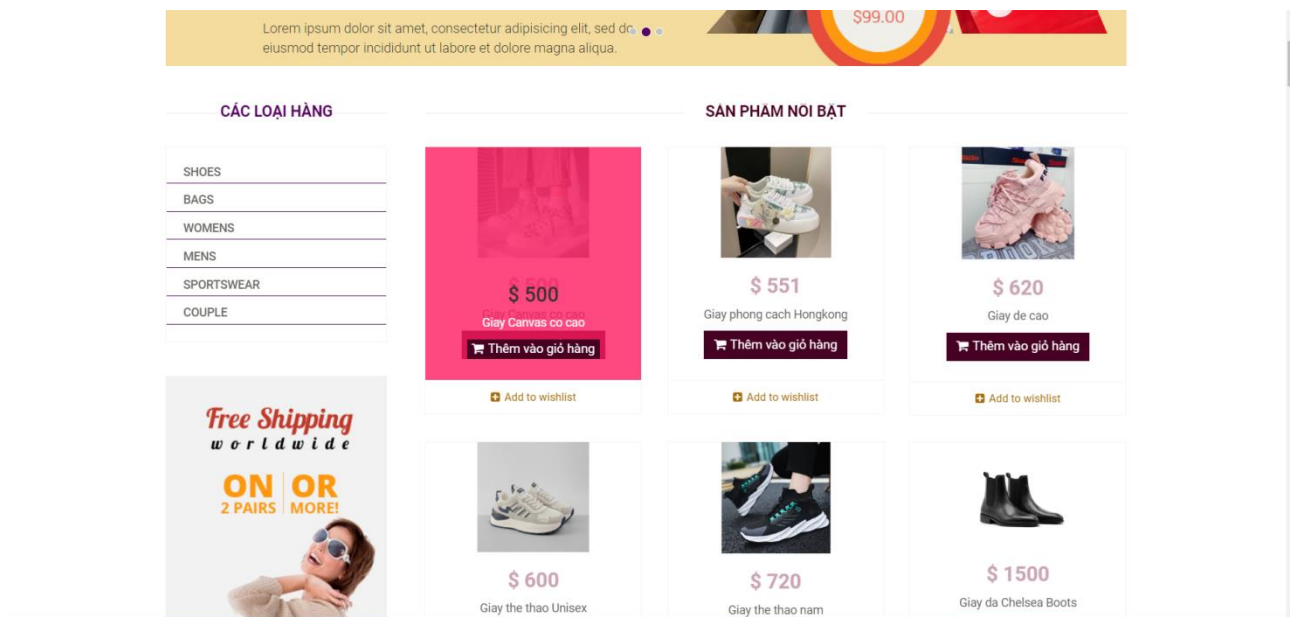 $99.00
Lorem ipsum dolor sit amet, consectetur adipisicing elit, sed do
eiusmod tempor incididunt ut labore et dolore magna aliqua.
CÁC LOẠI HÀNG
SHOES
BAGS
WOMENS
MENS
SPORTSWEAR
COUPLE
Free Shipping
worldwide
ON OR
2 PAIRS MORE!
SẢN PHẨM NỔI BẬT
$ 500
Giay Canvas co cao
Thêm vào giỏ hàng
Add to wishlist
$ 551
Giay phong cach Hongkong
Thêm vào giỏ hàng
Add to wishlist
$ 620
Giay de cao
Thêm vào giỏ hàng
Add to wishlist
$ 600
Giay the thao Unisex
$ 720
Giay the thao nam
$ 1500
Giay da Chelsea Boots